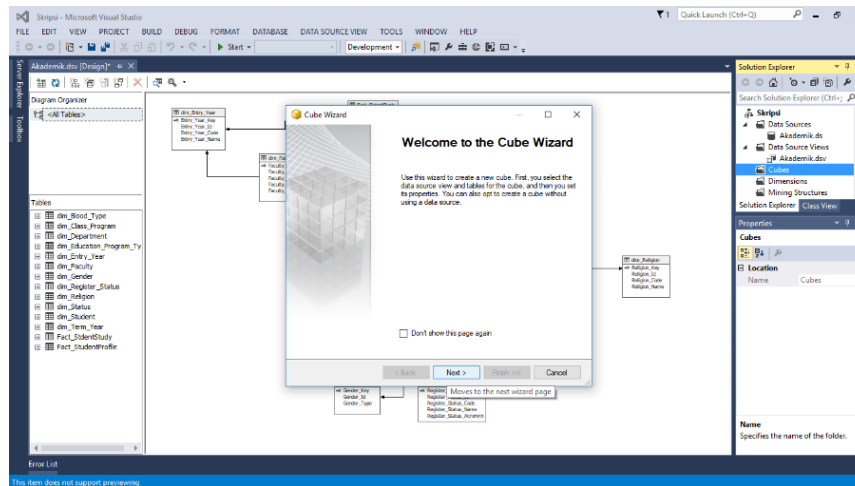 Skripsi - Microsoft Visual Studio
1
Quick Launch (Ctrl+Q)
FILE EDIT VIEW PROJECT BUILD DEBUG FORMAT DATABASE DATA SOURCE VIEW TOOLS WINDOW HELP
Start
Development
Server Explorer
Toolbox
Akademik.dsv [Design]*
Diagram Organizer
<All Tables>
Tables
dim_Blood_Type
dim_Class_Program
dim_Department
dim_Education_Program_Ty
dim_Entry_Year
dim_Faculty
dim_Gender
dim_Register_Status
dim_Religion
dim_Status
dim_Student
dim_Term_Year
Fact_StdentStudy
Fact_StudentProfile
dim_Entry_Year
Entry_Year_Key
Entry_Year_Id
Entry_Year_Code
Entry_Year_Name
Cube Wizard
Welcome to the Cube Wizard
Use this wizard to create a new cube. First, you select the
data source view and tables for the cube, and then you set
its properties. You can also opt to create a cube without
using a data source.
Don't show this page again
< Back
Next >
Finish >>|
Cancel
Moves to the next wizard page
dim_Religion
Religion_Key
Religion_Id
Religion_Code
Religion_Name
Gender_Key
Gender_Id
Gender_Type
Register_Status_Code
Register_Status_Name
Register_Status_Acronym
Solution Explorer
Search Solution Explorer (Ctrl+;)
Skripsi
Data Sources
Akademik.ds
Data Source Views
Akademik.dsv
Cubes
Dimensions
Mining Structures
Solution Explorer
Class View
Properties
Cubes
Location
Name Cubes
Name
Specifies the name of the folder.
Error List
This item does not support previewing